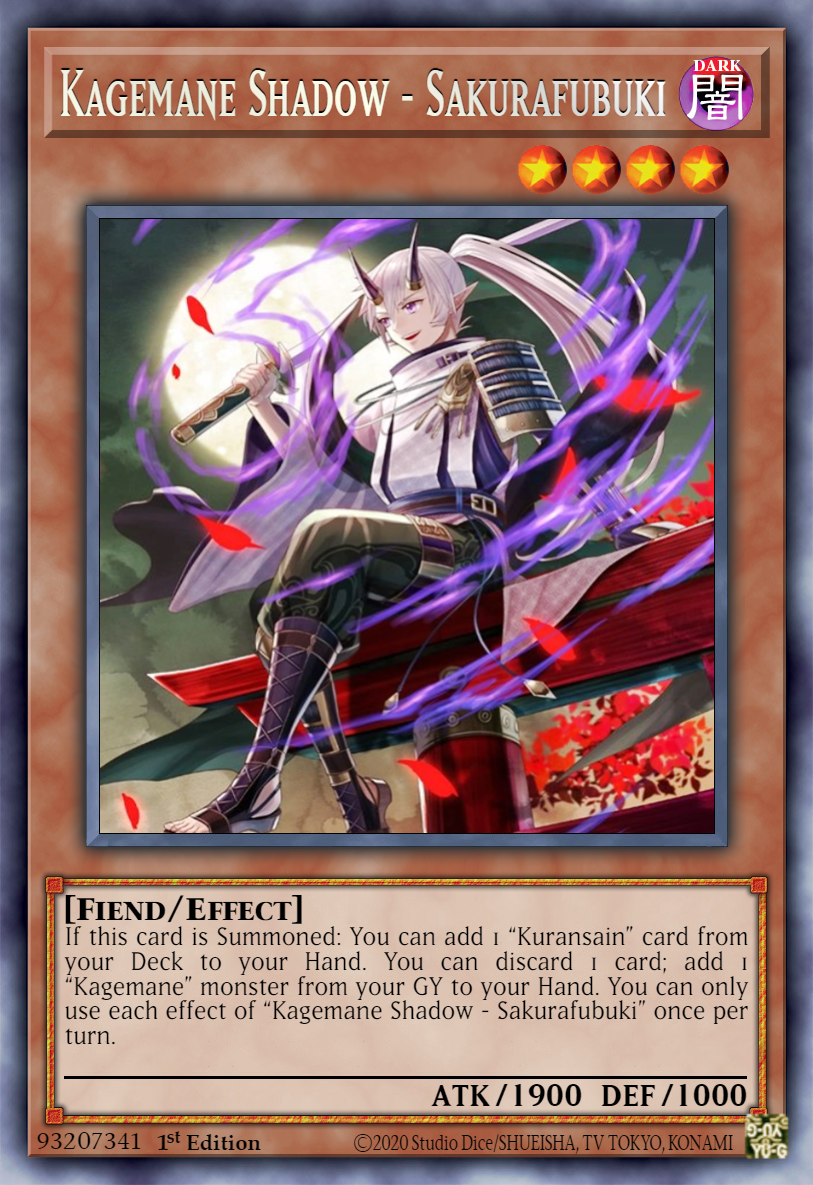 Kagemane Shadow - Sakurafubuki
DARK
闇
[Fiend/Effect]
If this card is Summoned: You can add 1 “Kuransain” card from
your Deck to your Hand. You can discard 1 card; add 1
“Kagemane” monster from your GY to your Hand. You can only
use each effect of “Kagemane Shadow - Sakurafubuki” once per
turn.
ATK/1900 DEF/1000
93207341 1st Edition ©2020 Studio Dice/SHUEISHA, TV TOKYO, KONAMI